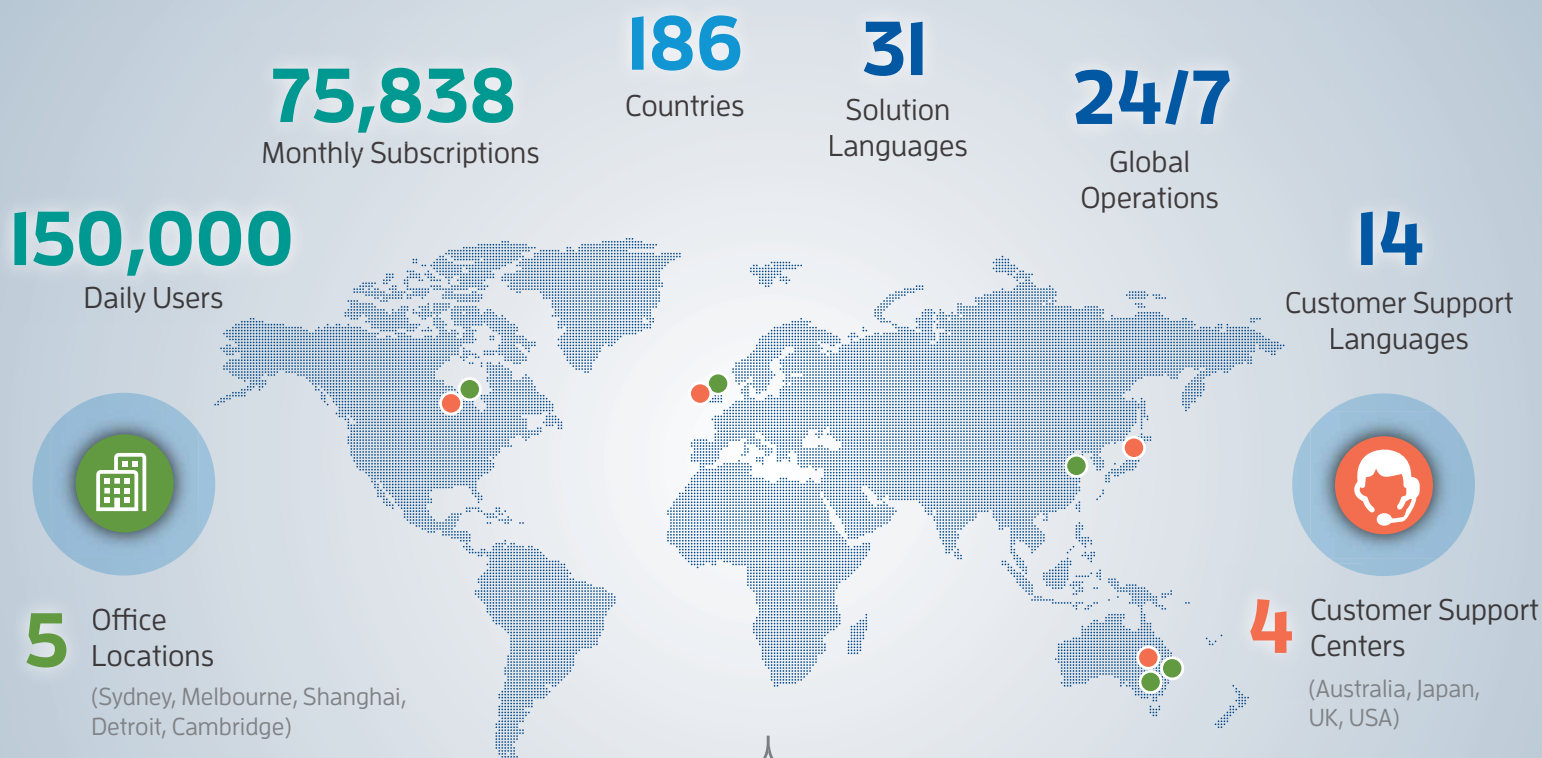 186
Countries
31
Solution
Languages
75,838
Monthly Subscriptions
24/7
Global
Operations
150,000
Daily Users
14
Customer Support
Languages
5
Office
Locations
(Sydney, Melbourne, Shanghai,
Detroit, Cambridge)
4
Customer Support
Centers
(Australia, Japan,
UK, USA)